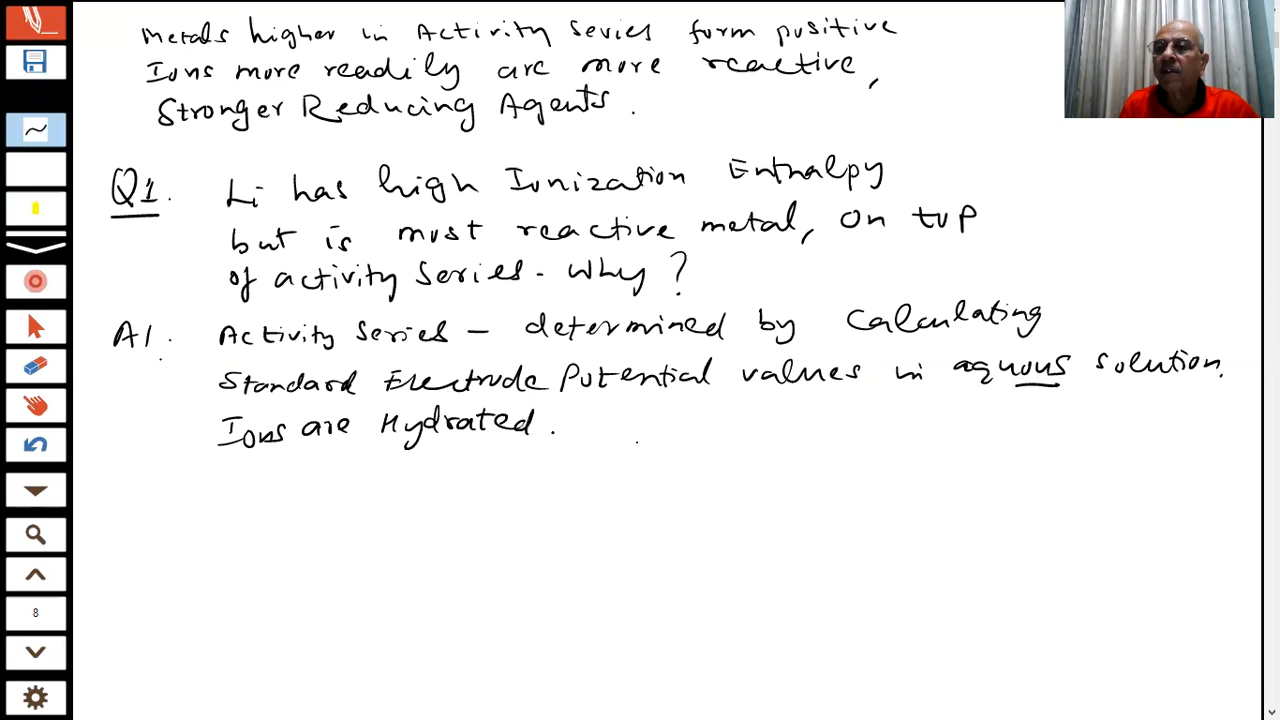 Metals higher in Activity Series form positive
Ions more readily are more reactive,
Stronger Reducing Agents.
Q1. Li has high Ionization Enthalpy
but is most reactive metal, on top
of activity Series - Why?
A1. Activity Series - determined by Calculating
Standard Electrode Potential values in aquous solution.
Ions are Hydrated.
8